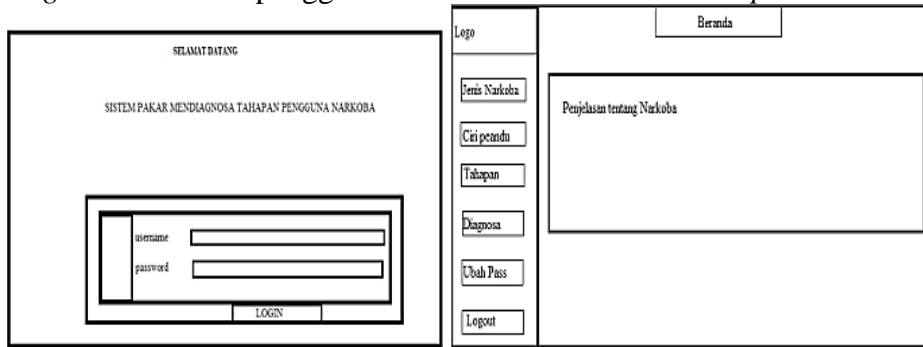 SELAMAT DATANG
SISTEM PAKAR MENDIAGNOSA TAHAPAN PENGGUNA NARKOBA
username
password
LOGIN
Logo
Beranda
Jenis Narkoba
Ciri pecandu
Tahapan
Diagnosa
Ubah Pass
Logout
Penjelasan tentang Narkoba